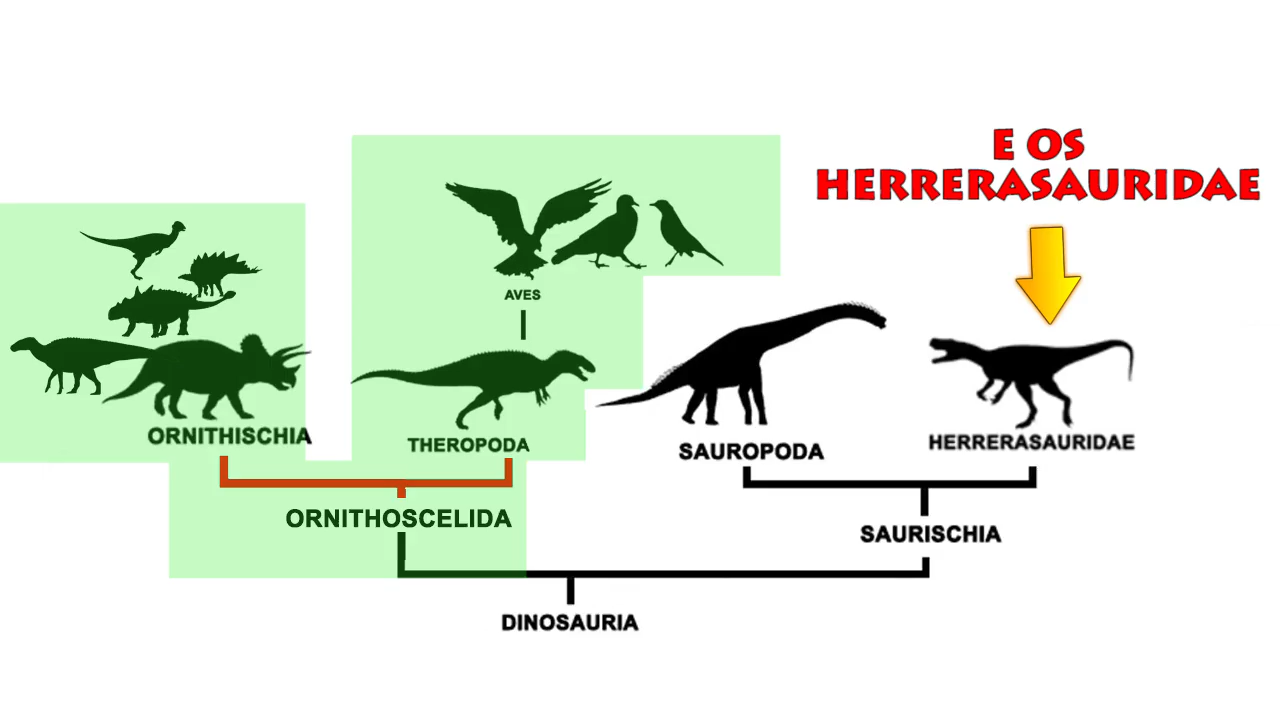 E OS
HERRERASAURIDAE
AVES
ORNITHISCHIA
THEROPODA
SAUROPODA
HERRERASAURIDAE
ORNITHOSCELIDA
SAURISCHIA
DINOSAURIA